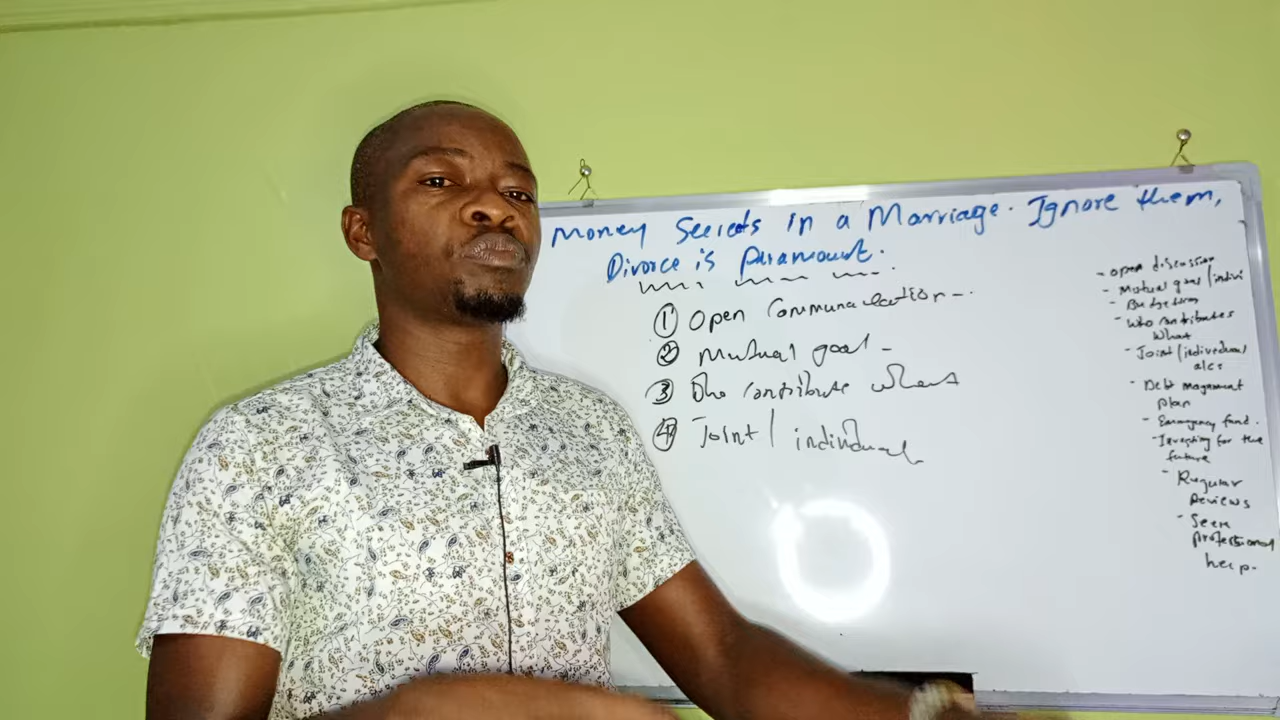 Money Secrets in a Marriage. Ignore them,
Divorce is Paramount.
① Open Communication -
② Mutual goal -
③ Who contribute what
④ Joint / individual
- open discussion
- Mutual goal / indivi
- Budgeting
- Who contributes
what
- Joint / individual
- Debt management
plan
- Emergency fund.
- Investing for the
future
- Regular
Reviews
- Seek
professional
help.